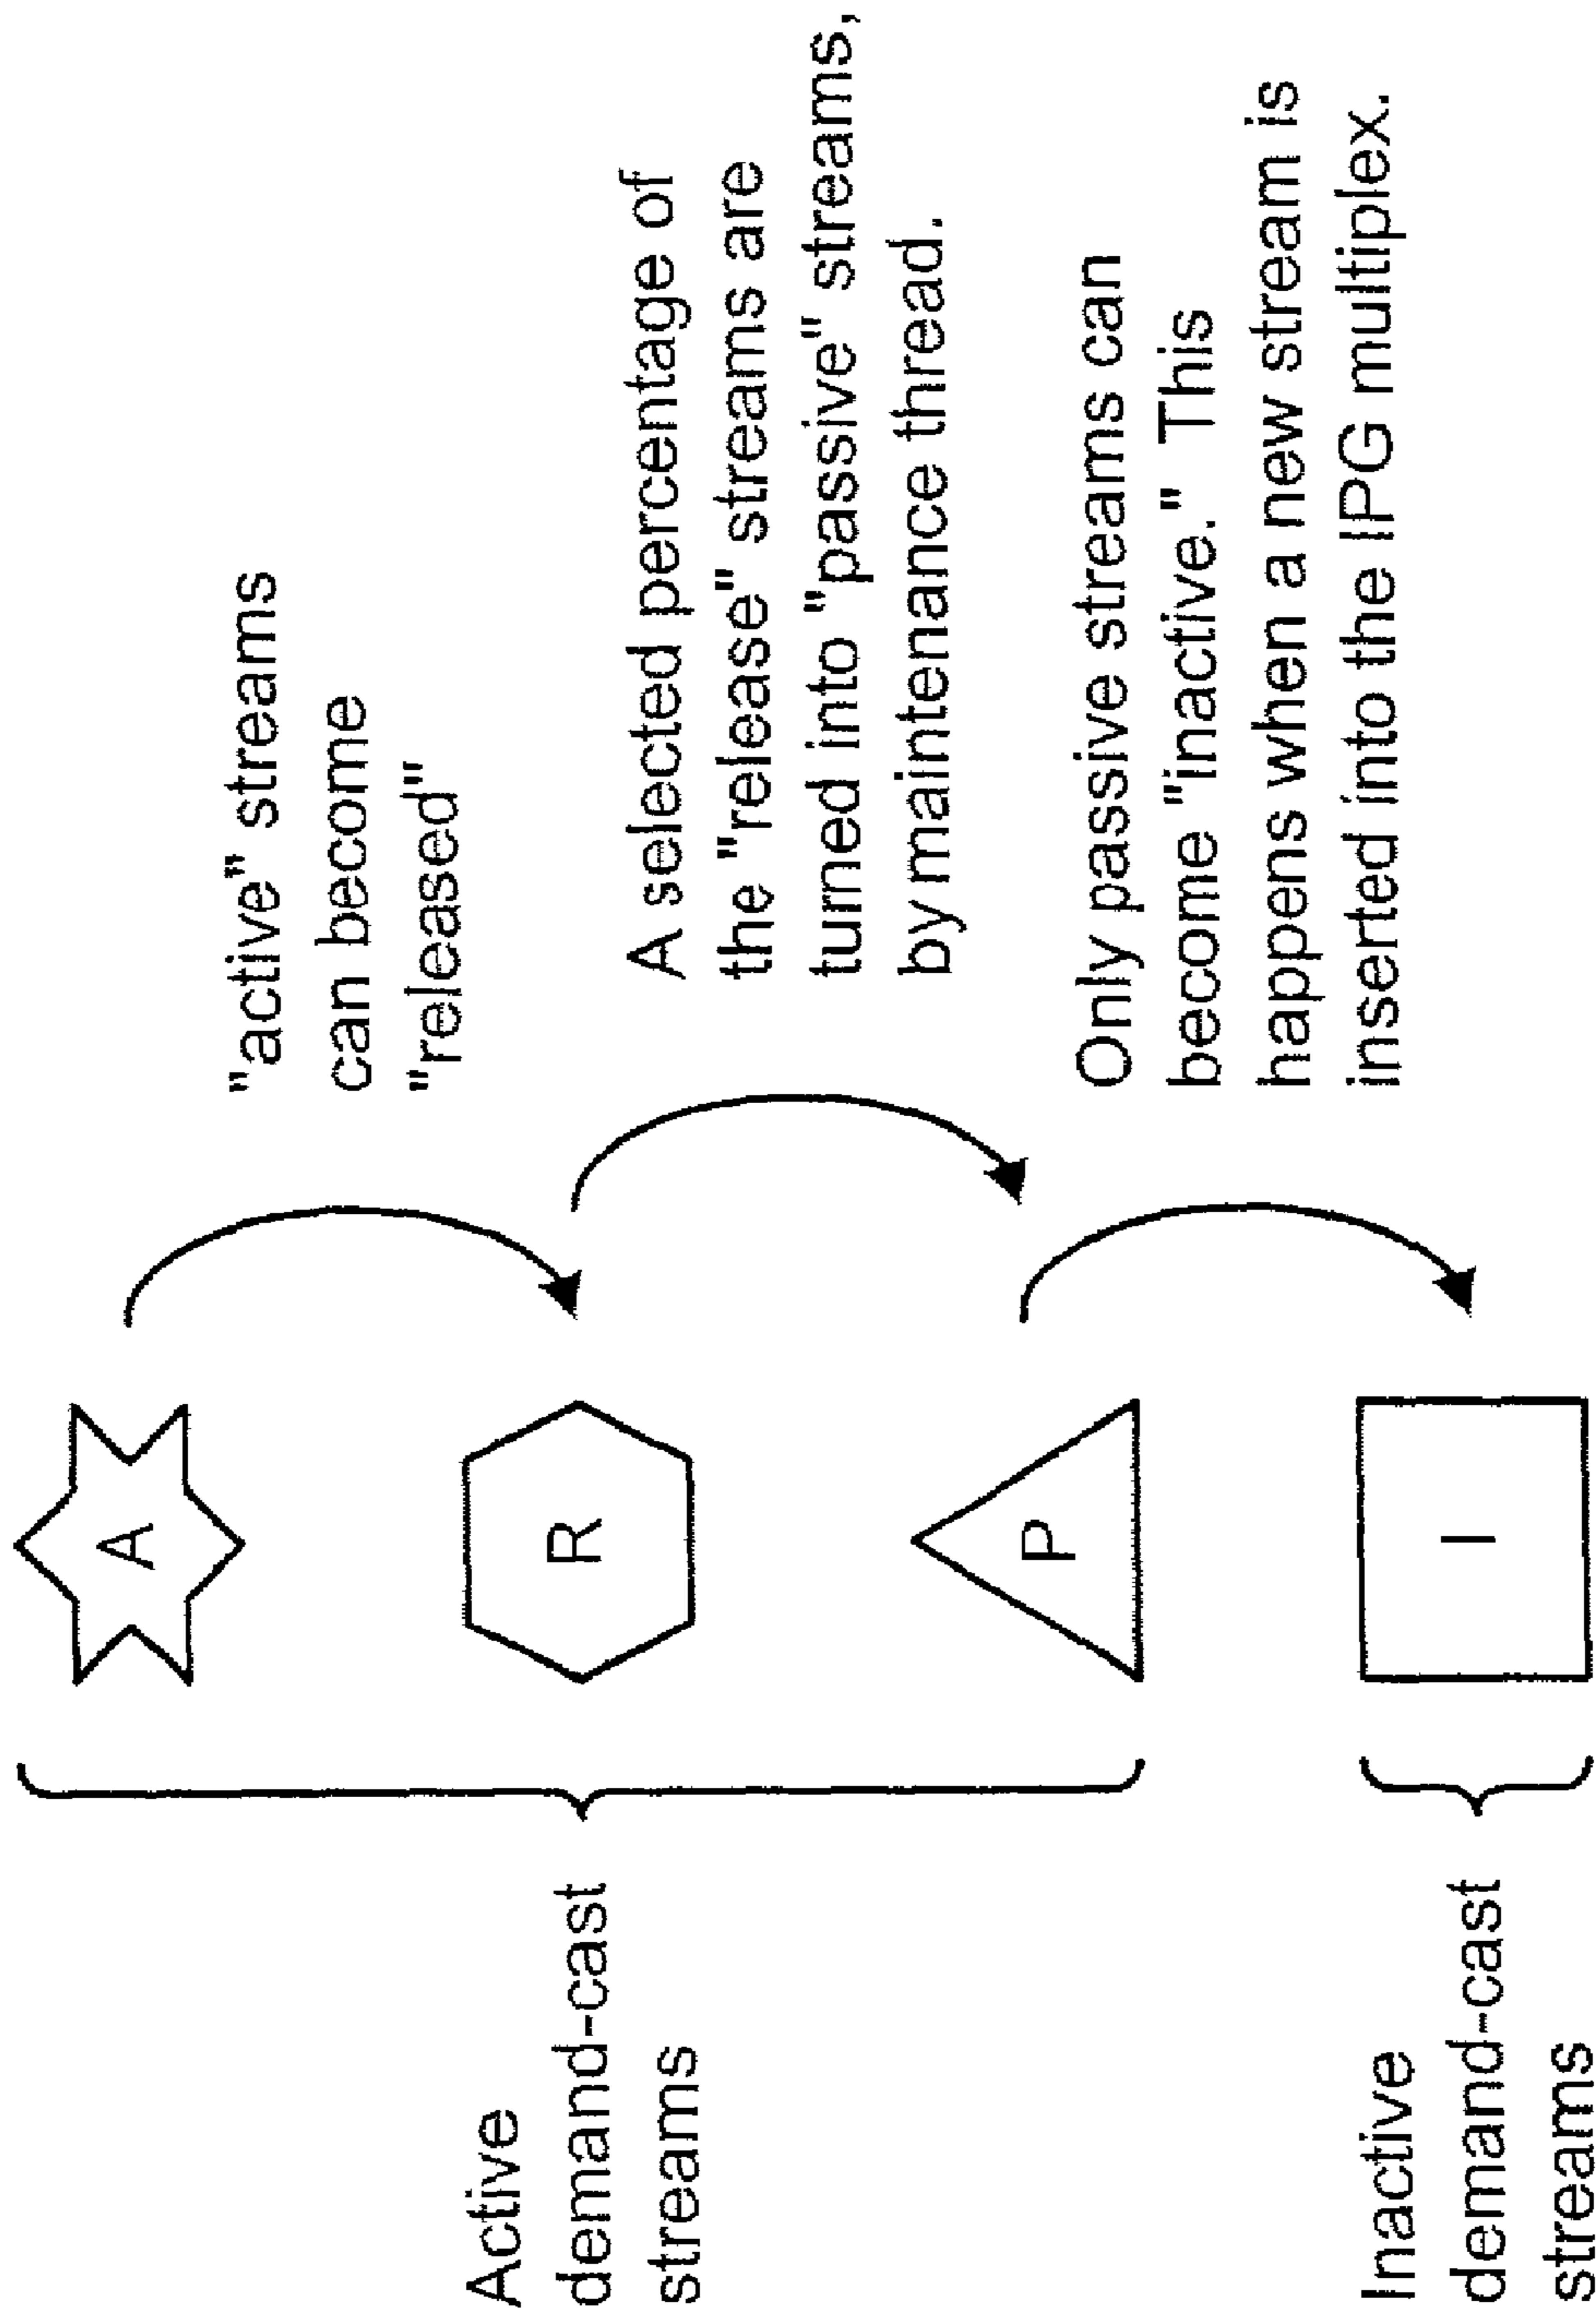 Active
demand-cast
streams
Inactive
demand-cast
streams
A
R
P
I
"active" streams
can become
"released"
A selected percentage of
the "release" streams are
turned into "passive" streams,
by maintenance thread.
Only passive streams can
become "inactive." This
happens when a new stream is
inserted into the IPG multiplex.